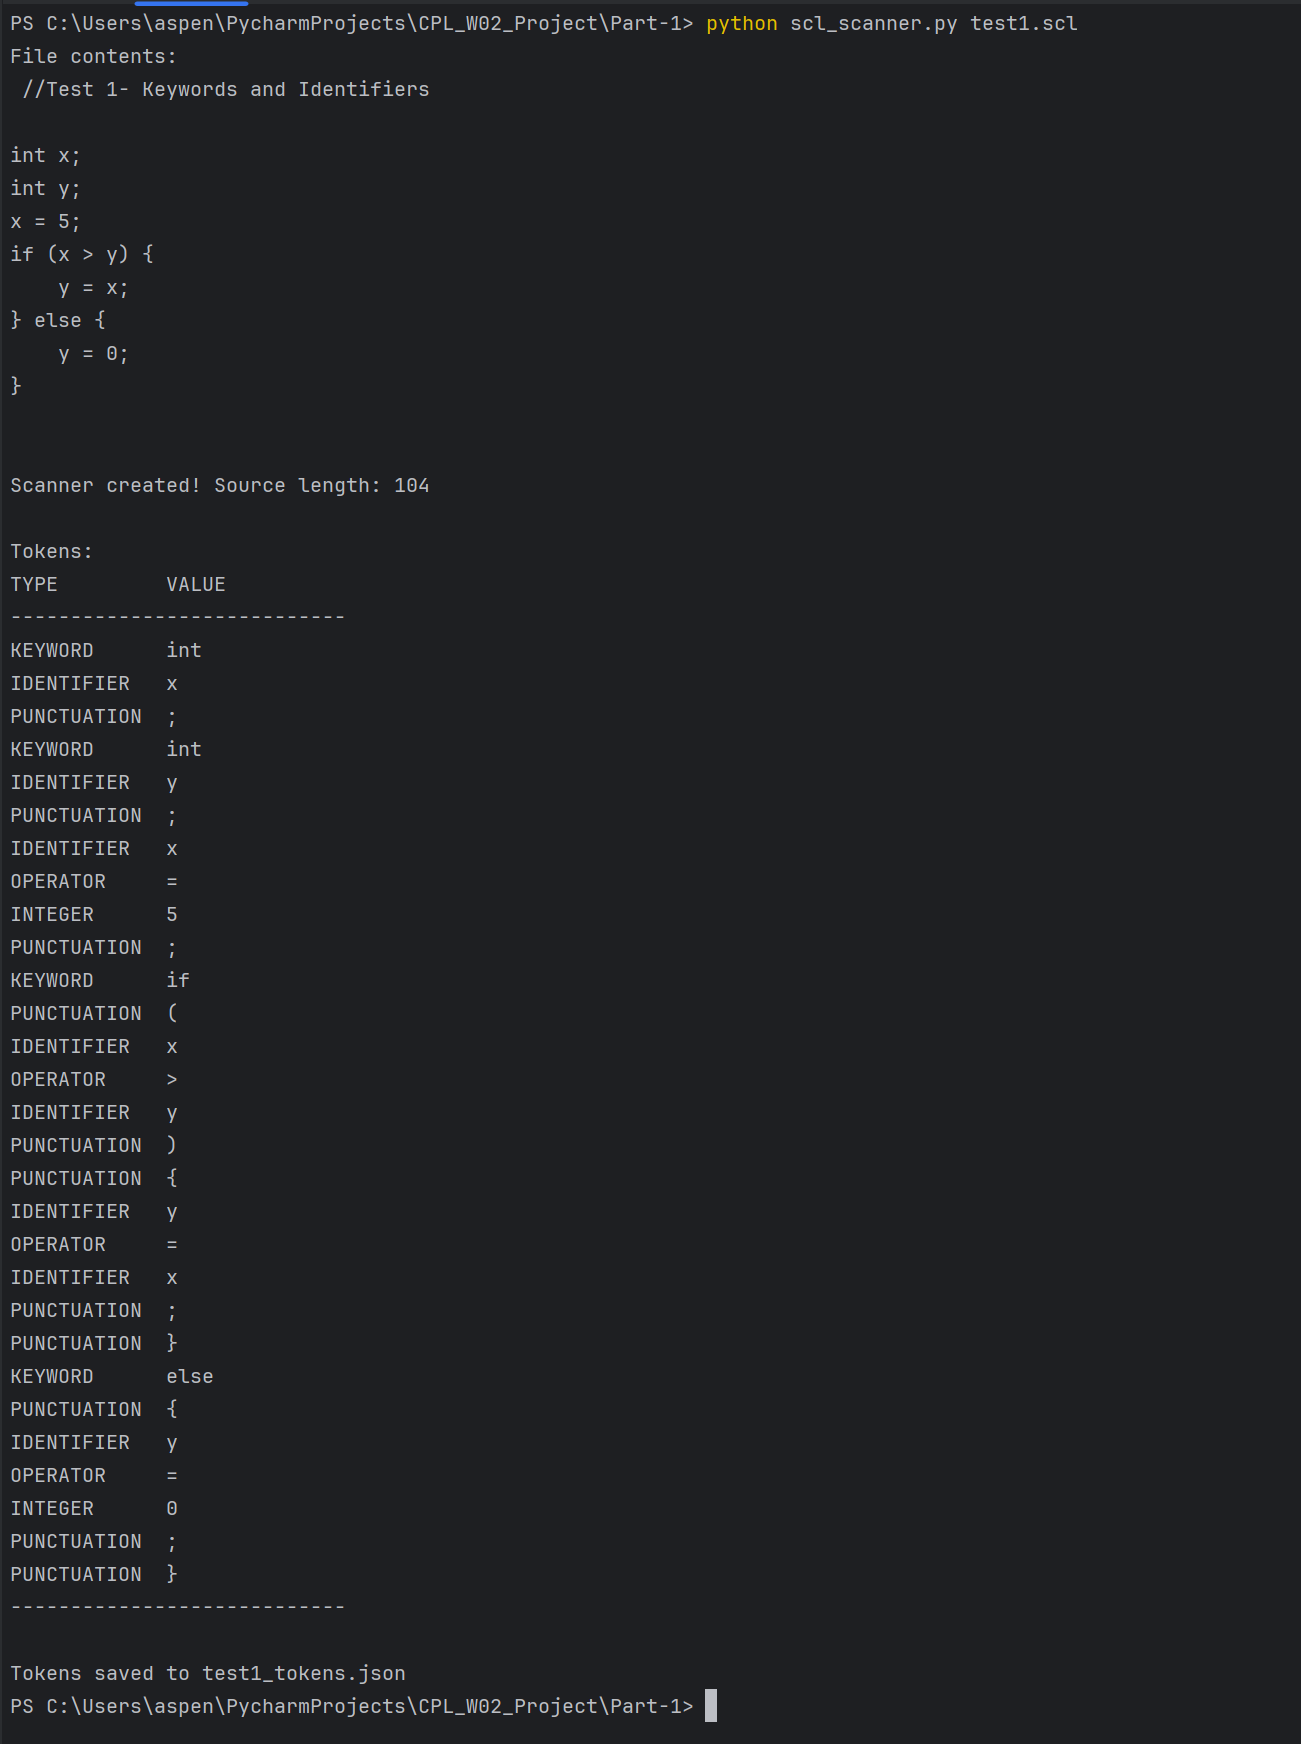 PS C:\Users\aspen\PycharmProjects\CPL_W02_Project\Part-1> python scl_scanner.py test1.scl
File contents:
 //Test 1- Keywords and Identifiers

int x;
int y;
x = 5;
if (x > y) {
    y = x;
} else {
    y = 0;
}


Scanner created! Source length: 104

Tokens:
TYPE         VALUE
----------------------------
KEYWORD      int
IDENTIFIER   x
PUNCTUATION  ;
KEYWORD      int
IDENTIFIER   y
PUNCTUATION  ;
IDENTIFIER   x
OPERATOR     =
INTEGER      5
PUNCTUATION  ;
KEYWORD      if
PUNCTUATION  (
IDENTIFIER   x
OPERATOR     >
IDENTIFIER   y
PUNCTUATION  )
PUNCTUATION  {
IDENTIFIER   y
OPERATOR     =
IDENTIFIER   x
PUNCTUATION  ;
PUNCTUATION  }
KEYWORD      else
PUNCTUATION  {
IDENTIFIER   y
OPERATOR     =
INTEGER      0
PUNCTUATION  ;
PUNCTUATION  }
----------------------------

Tokens saved to test1_tokens.json
PS C:\Users\aspen\PycharmProjects\CPL_W02_Project\Part-1>